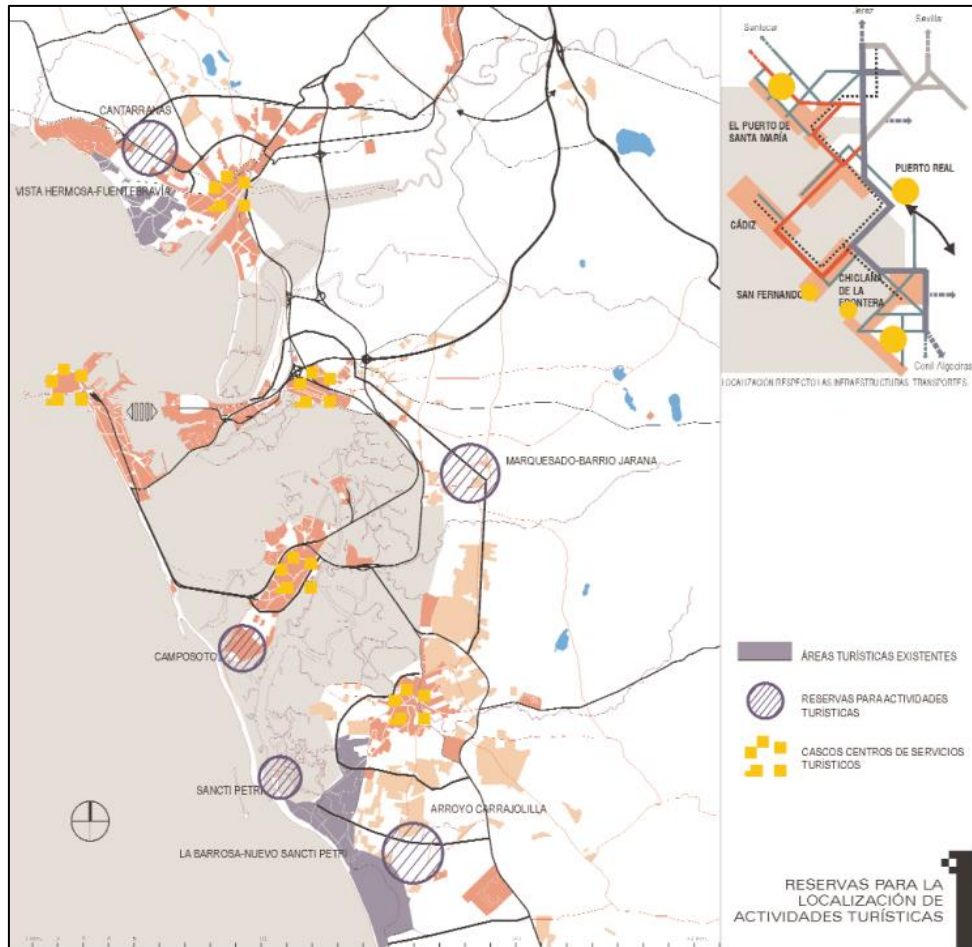 CANTARRANAS
VISTA HERMOSA-FUENTEBRAVÍA
MARQUESADO-BARRIO JARANA
CAMPOSOTO
SANCTI PETRI
ARROYO CARRAJOLILLA
LA BARROSA-NUEVO SANCTI PETRI
Sanlucar
Jerez
Sevilla
EL PUERTO DE
SANTA MARÍA
PUERTO REAL
CÁDIZ
SAN FERNANDO
CHICLANA
DE LA
FRONTERA
Conil Algeciras
LOCALIZACIÓN RESPECTO LAS INFRAESTRUCTURAS TRANSPORTES
ÁREAS TURÍSTICAS EXISTENTES
RESERVAS PARA ACTIVIDADES
TURÍSTICAS
CASCOS CENTROS DE SERVICIOS
TURÍSTICOS
RESERVAS PARA LA
LOCALIZACIÓN DE
ACTIVIDADES TURÍSTICAS